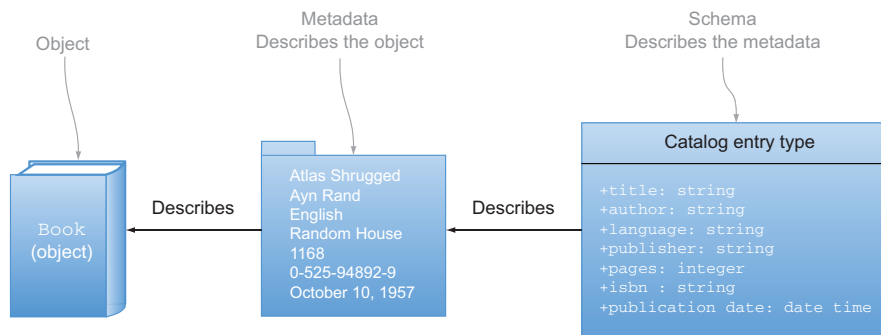 Object
Metadata
Describes the object
Schema
Describes the metadata
Book
(object)
Describes
Atlas Shrugged
Ayn Rand
English
Random House
1168
0-525-94892-9
October 10, 1957
Describes
Catalog entry type
+title: string
+author: string
+language: string
+publisher: string
+pages: integer
+isbn : string
+publication date: date time